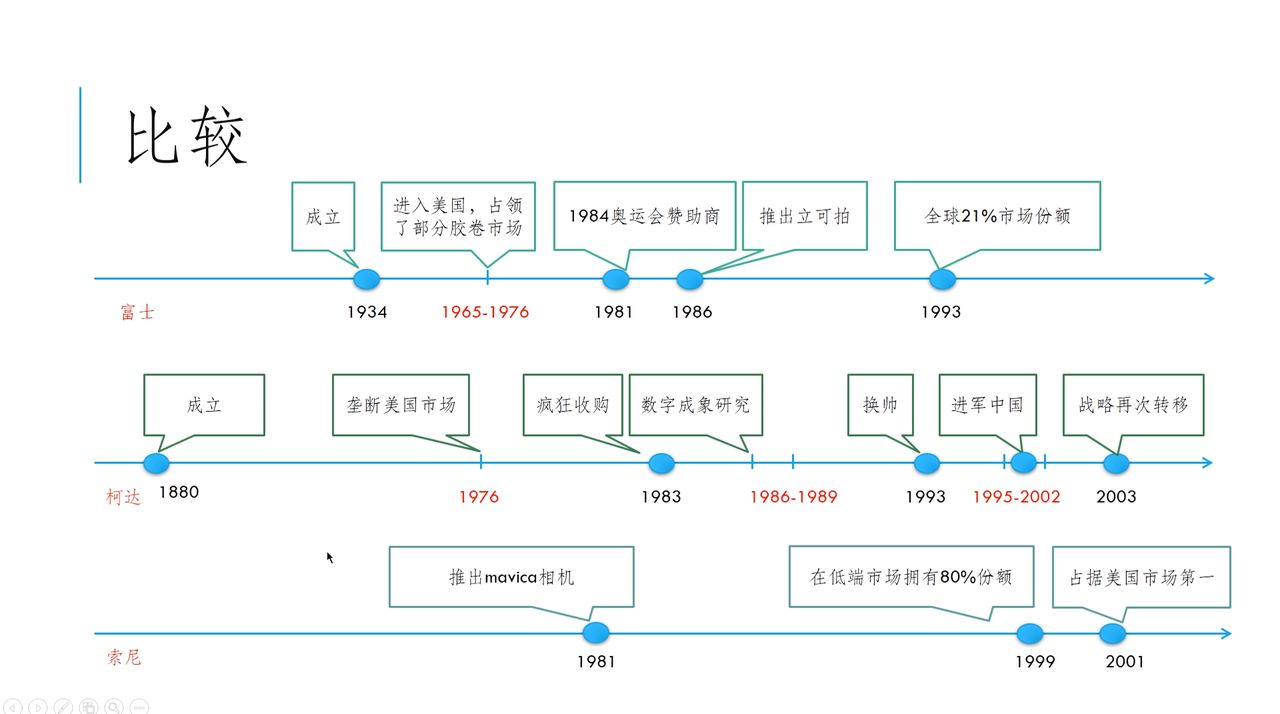 比较
成立
进入美国，占领
了部分胶卷市场
1984奥运会赞助商
推出立可拍
全球21%市场份额
富士
1934
1965-1976
1981
1986
1993
成立
垄断美国市场
疯狂收购
数字成象研究
换帅
进军中国
战略再次转移
柯达
1880
1976
1983
1986-1989
1993
1995-2002
2003
推出mavica相机
在低端市场拥有80%份额
占据美国市场第一
索尼
1981
1999
2001